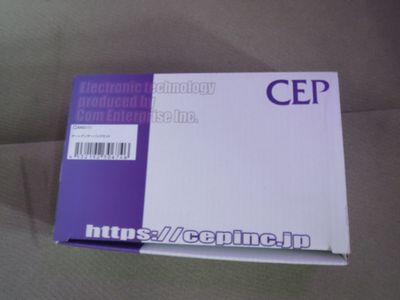 CEP
Electronic technology
produced by
Com Enterprise Inc.
https://cepinc.jp